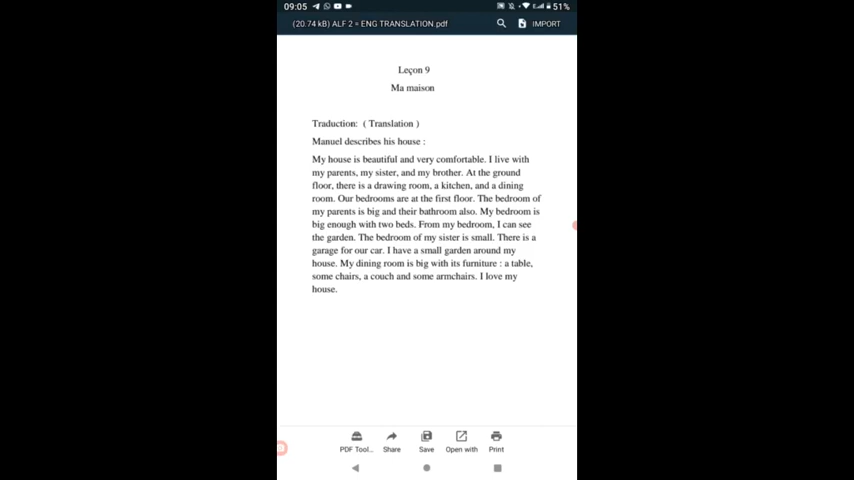 09:05
51%
(20.74 kB) ALF 2 = ENG TRANSLATION.pdf
IMPORT
Leçon 9
Ma maison
Traduction: ( Translation )
Manuel describes his house :
My house is beautiful and very comfortable. I live with
my parents, my sister, and my brother. At the ground
floor, there is a drawing room, a kitchen, and a dining
room. Our bedrooms are at the first floor. The bedroom of
my parents is big and their bathroom also. My bedroom is
big enough with two beds. From my bedroom, I can see
the garden. The bedroom of my sister is small. There is a
garage for our car. I have a small garden around my
house. My dining room is big with its furniture : a table,
some chairs, a couch and some armchairs. I love my
house.
PDF Tool...
Share
Save
Open with
Print